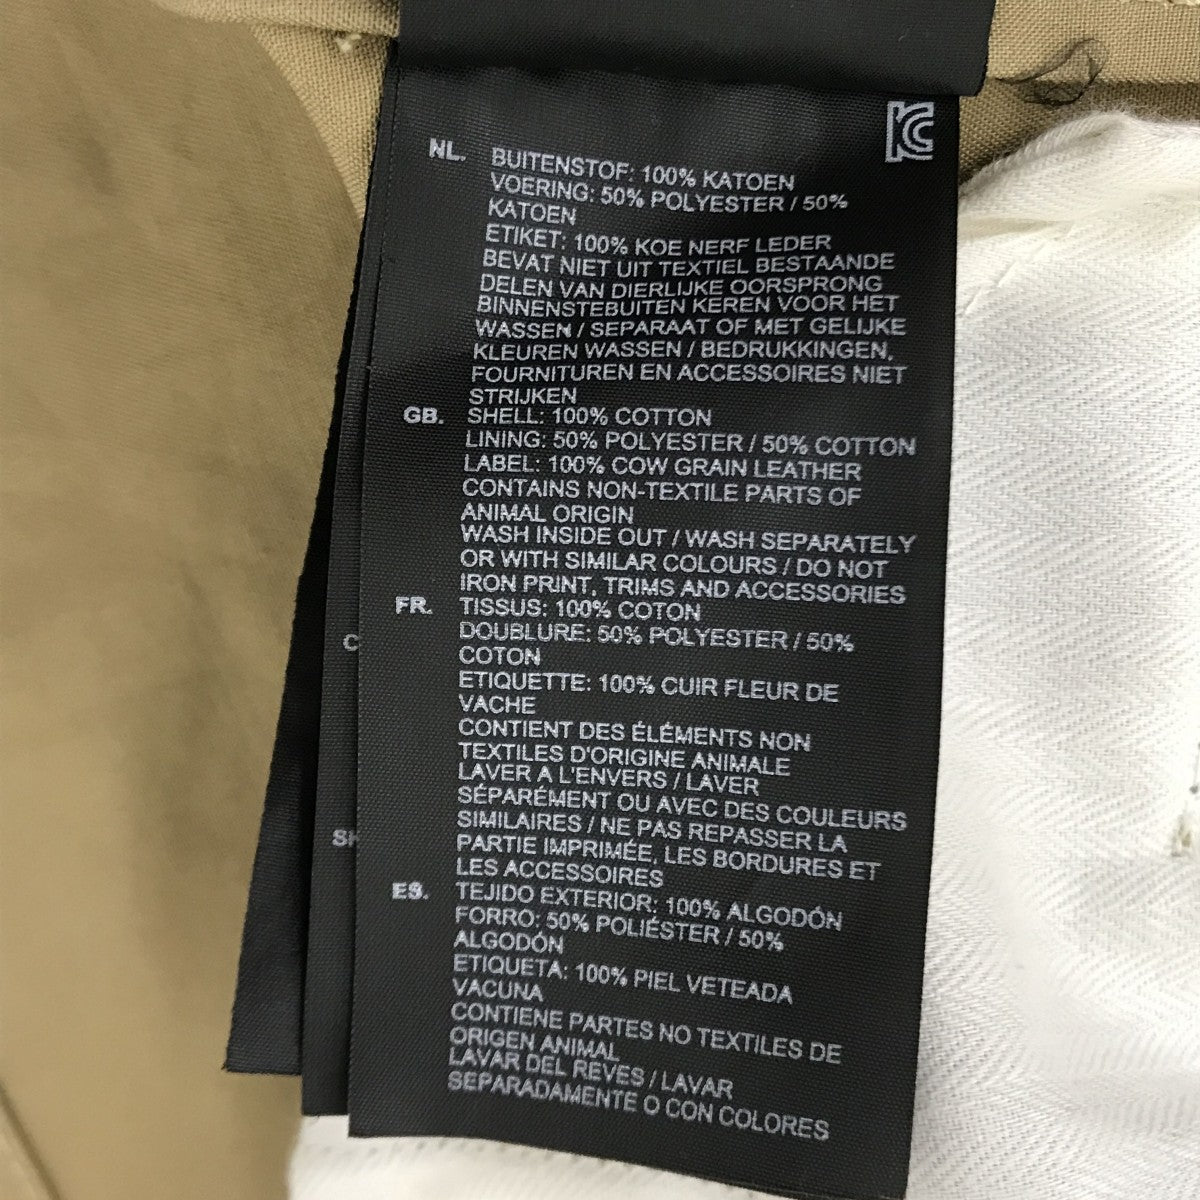 KC
NL. BUITENSTOF: 100% KATOEN
VOERING: 50% POLYESTER / 50%
KATOEN
ETIKET: 100% KOE NERF LEDER
BEVAT NIET UIT TEXTIEL BESTAANDE
DELEN VAN DIERLIJKE OORSPRONG
BINNENSTEBUITEN KEREN VOOR HET
WASSEN / SEPARAAT OF MET GELIJKE
KLEUREN WASSEN / BEDRUKKINGEN,
FOURNITUREN EN ACCESSOIRES NIET
STRIJKEN
GB. SHELL: 100% COTTON
LINING: 50% POLYESTER / 50% COTTON
LABEL: 100% COW GRAIN LEATHER
CONTAINS NON-TEXTILE PARTS OF
ANIMAL ORIGIN
WASH INSIDE OUT / WASH SEPARATELY
OR WITH SIMILAR COLOURS / DO NOT
IRON PRINT, TRIMS AND ACCESSORIES
FR. TISSUS: 100% COTON
DOUBLURE: 50% POLYESTER / 50%
COTON
ETIQUETTE: 100% CUIR FLEUR DE
VACHE
CONTIENT DES ÉLÉMENTS NON
TEXTILES D'ORIGINE ANIMALE
LAVER A L'ENVERS / LAVER
SÉPARÉMENT OU AVEC DES COULEURS
SIMILAIRES / NE PAS REPASSER LA
PARTIE IMPRIMÉE, LES BORDURES ET
LES ACCESSOIRES
ES. TEJIDO EXTERIOR: 100% ALGODÓN
FORRO: 50% POLIÉSTER / 50%
ALGODÓN
ETIQUETA: 100% PIEL VETEADA
VACUNA
CONTIENE PARTES NO TEXTILES DE
ORIGEN ANIMAL
LAVAR DEL REVES / LAVAR
SEPARADAMENTE O CON COLORES
C
SH